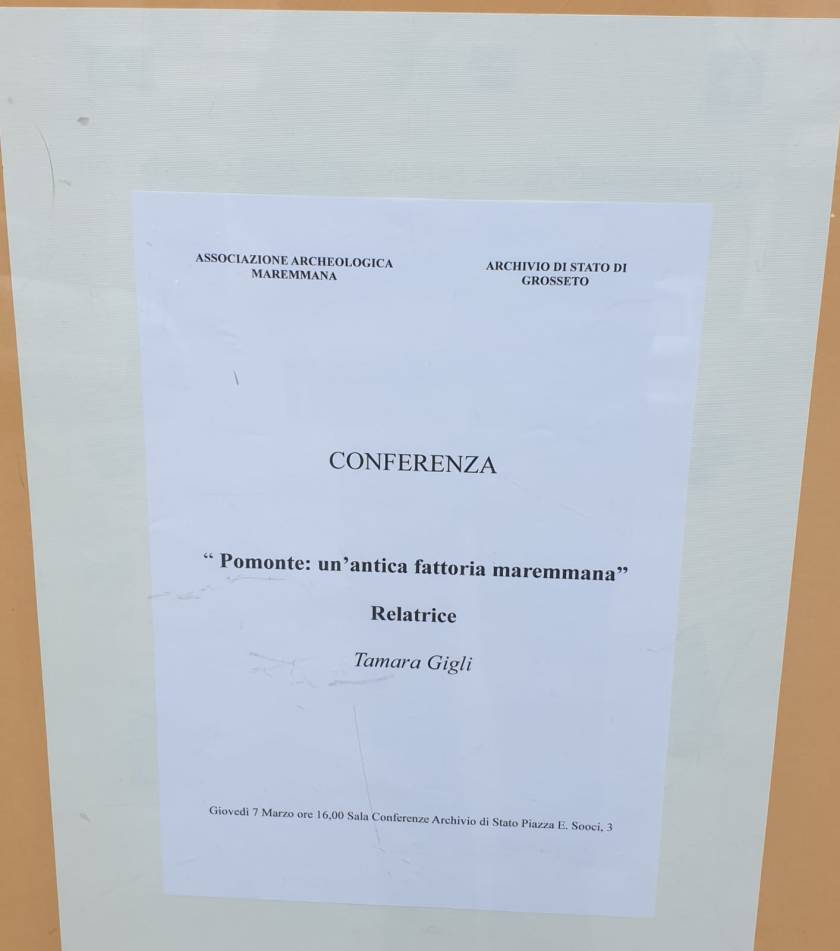 ASSOCIAZIONE ARCHEOLOGICA
MAREMMANA
ARCHIVIO DI STATO DI
GROSSETO
CONFERENZA
“ Pomonte: un’antica fattoria maremmana”
Relatrice
Tamara Gigli
Giovedì 7 Marzo ore 16,00 Sala Conferenze Archivio di Stato Piazza E. Sooci, 3